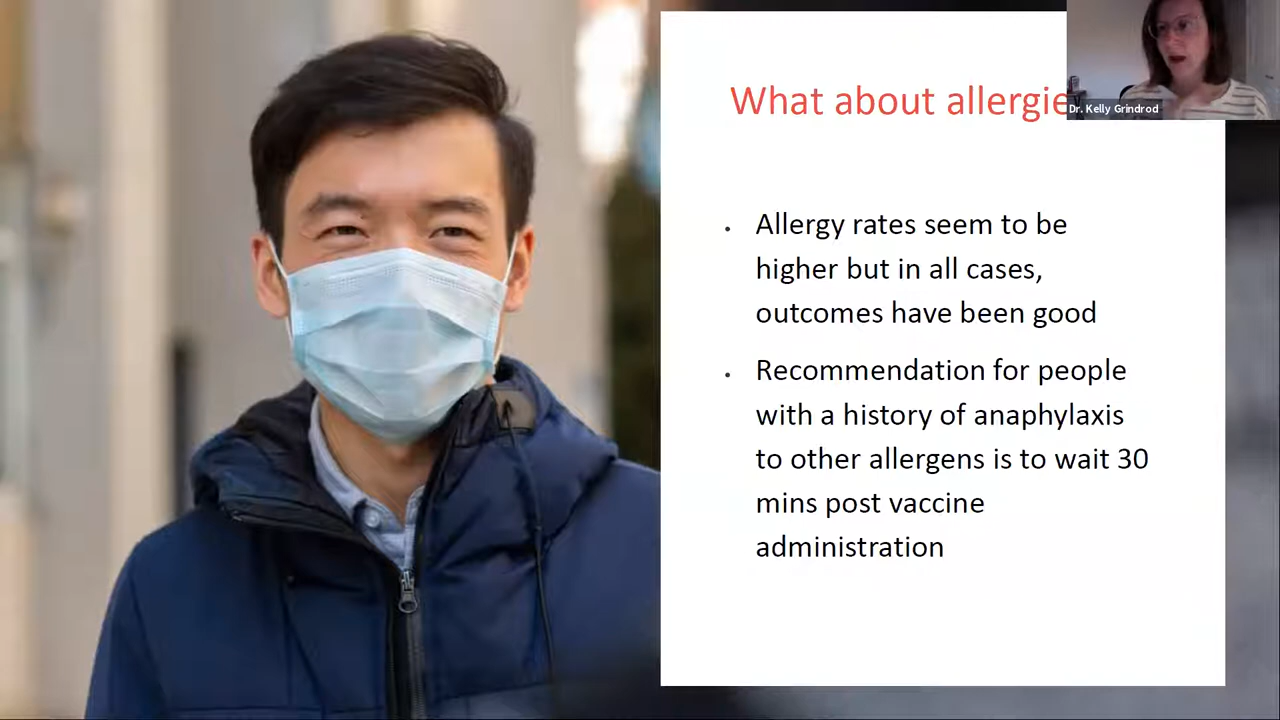 What about allergie
Dr. Kelly Grindrod
Allergy rates seem to be
higher but in all cases,
outcomes have been good
Recommendation for people
with a history of anaphylaxis
to other allergens is to wait 30
mins post vaccine
administration